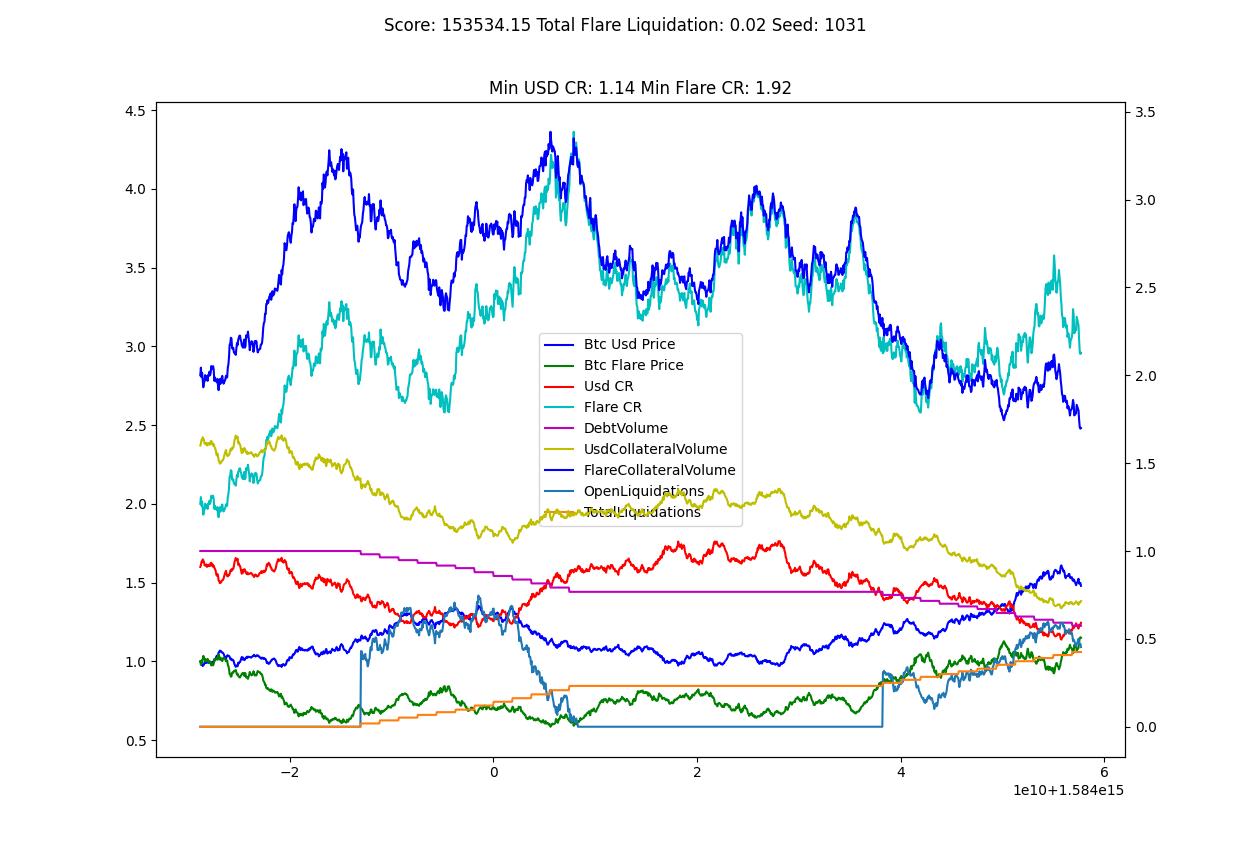 Score: 153534.15 Total Flare Liquidation: 0.02 Seed: 1031
Min USD CR: 1.14 Min Flare CR: 1.92
4.5
4.0
3.5
3.0
2.5
2.0
1.5
1.0
0.5
3.5
3.0
2.5
2.0
1.5
1.0
0.5
0.0
Btc Usd Price
Btc Flare Price
Usd CR
Flare CR
DebtVolume
UsdCollateralVolume
FlareCollateralVolume
OpenLiquidations
TotalLiquidations
−2 0 2 4 6
1e10+1.584e15